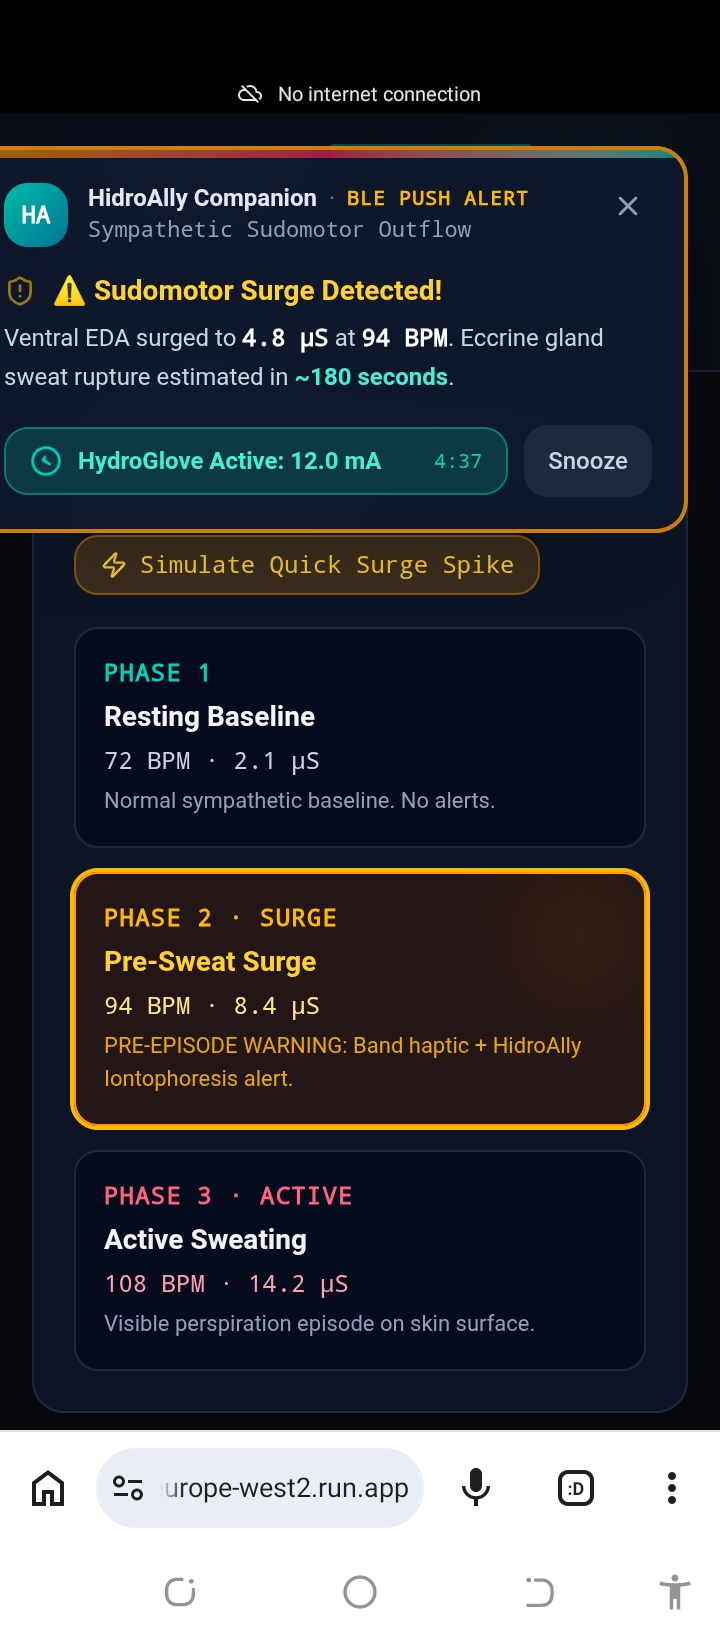 No internet connection
HA
HidroAlly Companion · BLE PUSH ALERT
Sympathetic Sudomotor Outflow
⚠️ Sudomotor Surge Detected!
Ventral EDA surged to 4.8 µS at 94 BPM. Eccrine gland
sweat rupture estimated in ~180 seconds.
HydroGlove Active: 12.0 mA 4:37
Snooze
Simulate Quick Surge Spike
PHASE 1
Resting Baseline
72 BPM · 2.1 µS
Normal sympathetic baseline. No alerts.
PHASE 2 · SURGE
Pre-Sweat Surge
94 BPM · 8.4 µS
PRE-EPISODE WARNING: Band haptic + HidroAlly
Iontophoresis alert.
PHASE 3 · ACTIVE
Active Sweating
108 BPM · 14.2 µS
Visible perspiration episode on skin surface.
urope-west2.run.app
:D